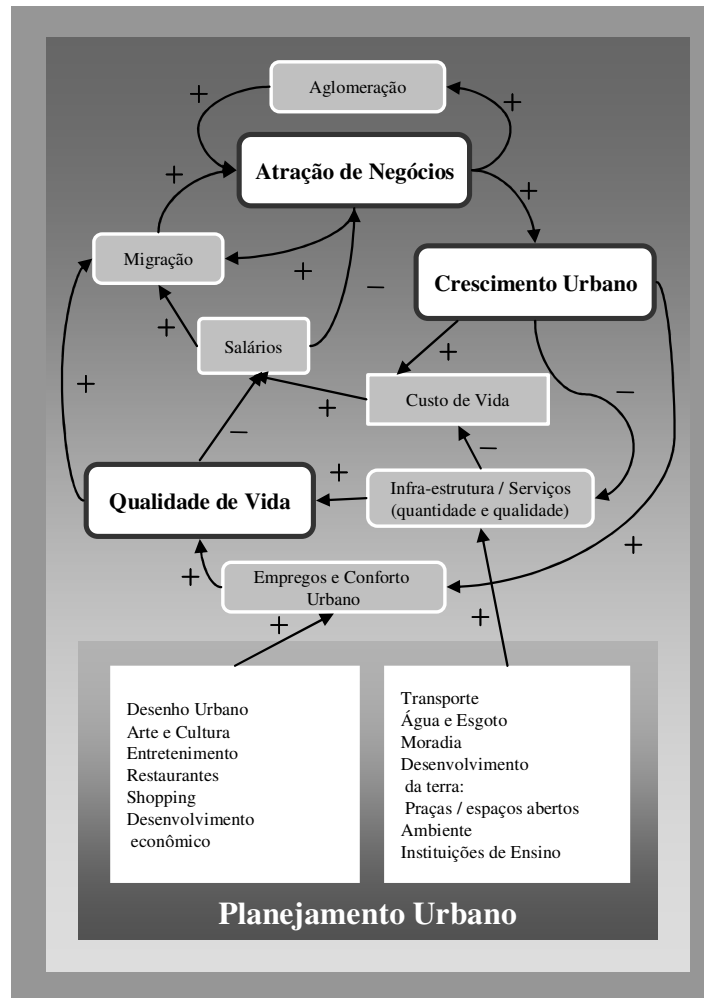 +
Aglomeração
+
Atração de Negócios
+
+
Migração
+
–
Crescimento Urbano
+
Salários
+
+
Custo de Vida
–
+
–
–
+
Qualidade de Vida
Infra-estrutura / Serviços
(quantidade e qualidade)
+
+
Empregos e Conforto
Urbano
+
+
Desenho Urbano
Arte e Cultura
Entretenimento
Restaurantes
Shopping
Desenvolvimento
econômico
Transporte
Água e Esgoto
Moradia
Desenvolvimento
da terra:
Praças / espaços abertos
Ambiente
Instituições de Ensino
Planejamento Urbano